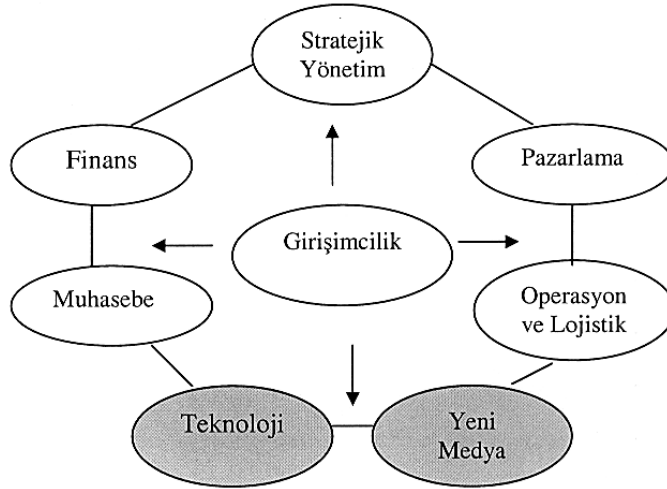 Stratejik
Yönetim
Finans
Pazarlama
Girişimcilik
Muhasebe
Operasyon
ve Lojistik
Teknoloji
Yeni
Medya